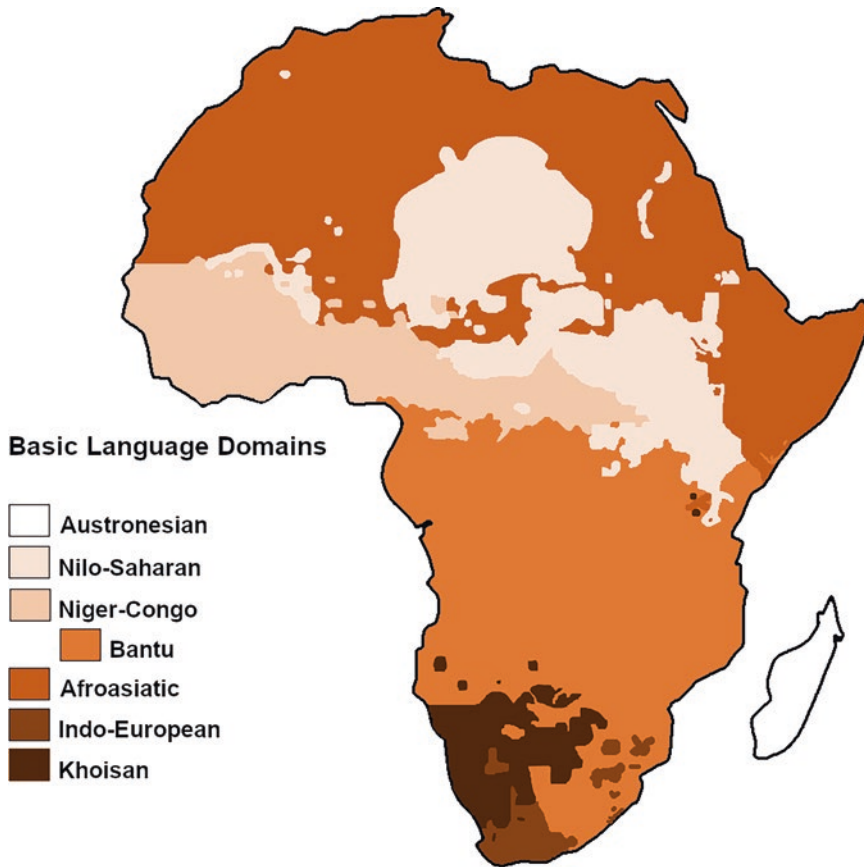 Basic Language Domains
Austronesian
Nilo-Saharan
Niger-Congo
Bantu
Afroasiatic
Indo-European
Khoisan